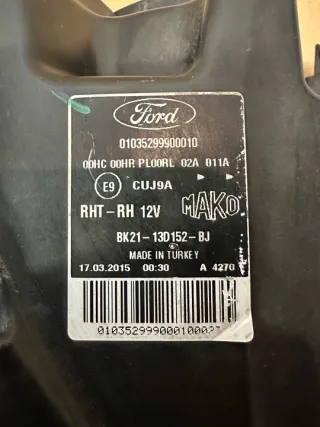 Ford
01035299900010
00HC 00HR PL00RL 02A 011A
E9 CUJ9A
RHT-RH 12V MAKO
BK21-13D152-BJ
MADE IN TURKEY
17.03.2015 00:30 A 4270